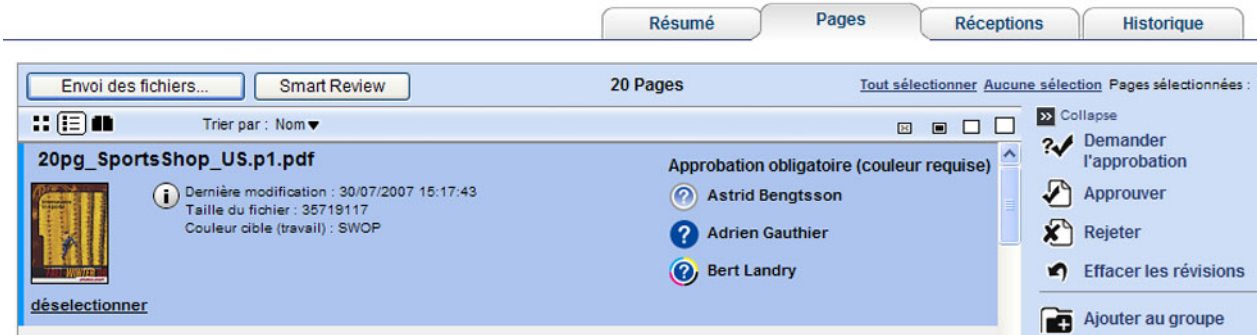 Résumé Pages Réceptions Historique
Envoi des fichiers... Smart Review 20 Pages Tout sélectionner Aucune sélection Pages sélectionnées :
Trier par : Nom▼ Collapse
20pg_SportsShop_US.p1.pdf
Approbation obligatoire (couleur requise)
Dernière modification : 30/07/2007 15:17:43
Taille du fichier : 35719117
Couleur cible (travail) : SWOP
Astrid Bengtsson
Adrien Gauthier
Bert Landry
déselectionner
Demander
l'approbation
Approuver
Rejeter
Effacer les révisions
Ajouter au groupe